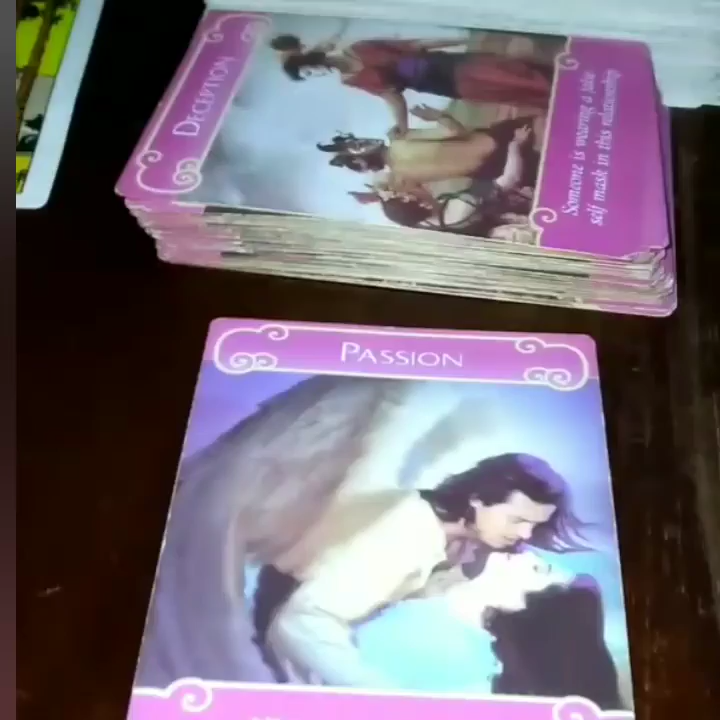 DECEPTION
Someone is wearing a false
self mask in this relationship
PASSION